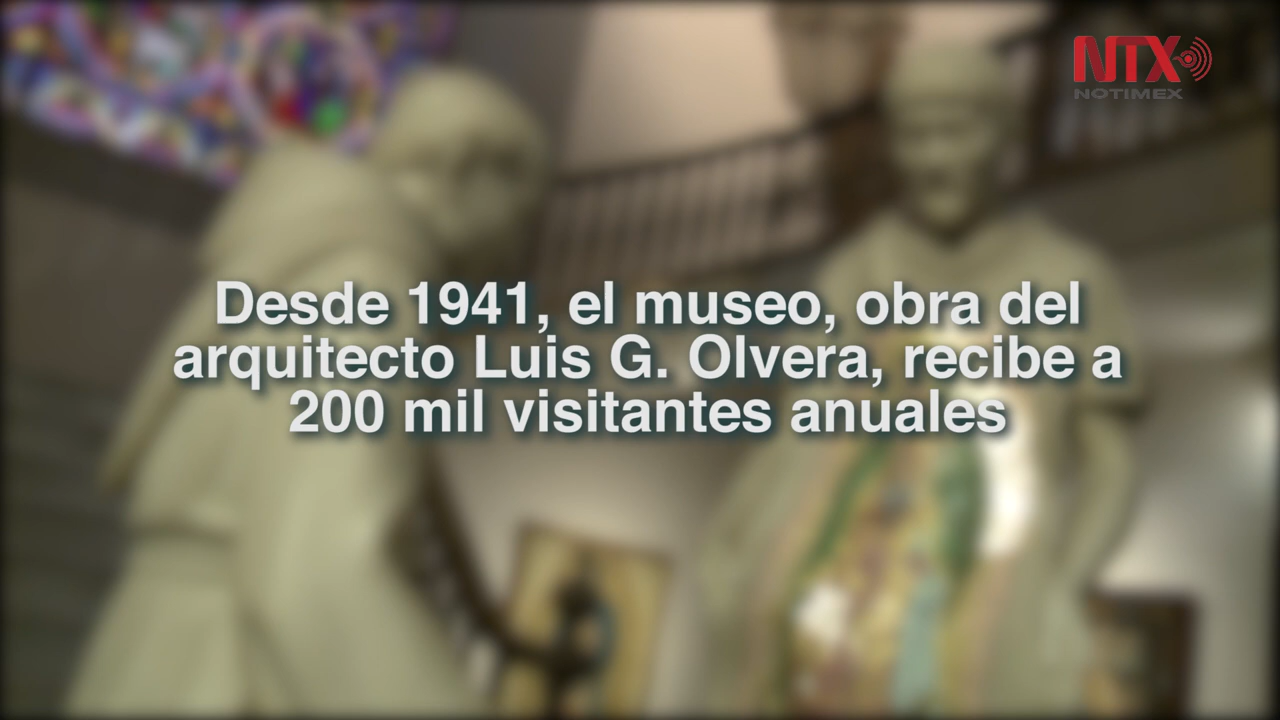 NTX
NOTIMEX
Desde 1941, el museo, obra del
arquitecto Luis G. Olvera, recibe a
200 mil visitantes anuales